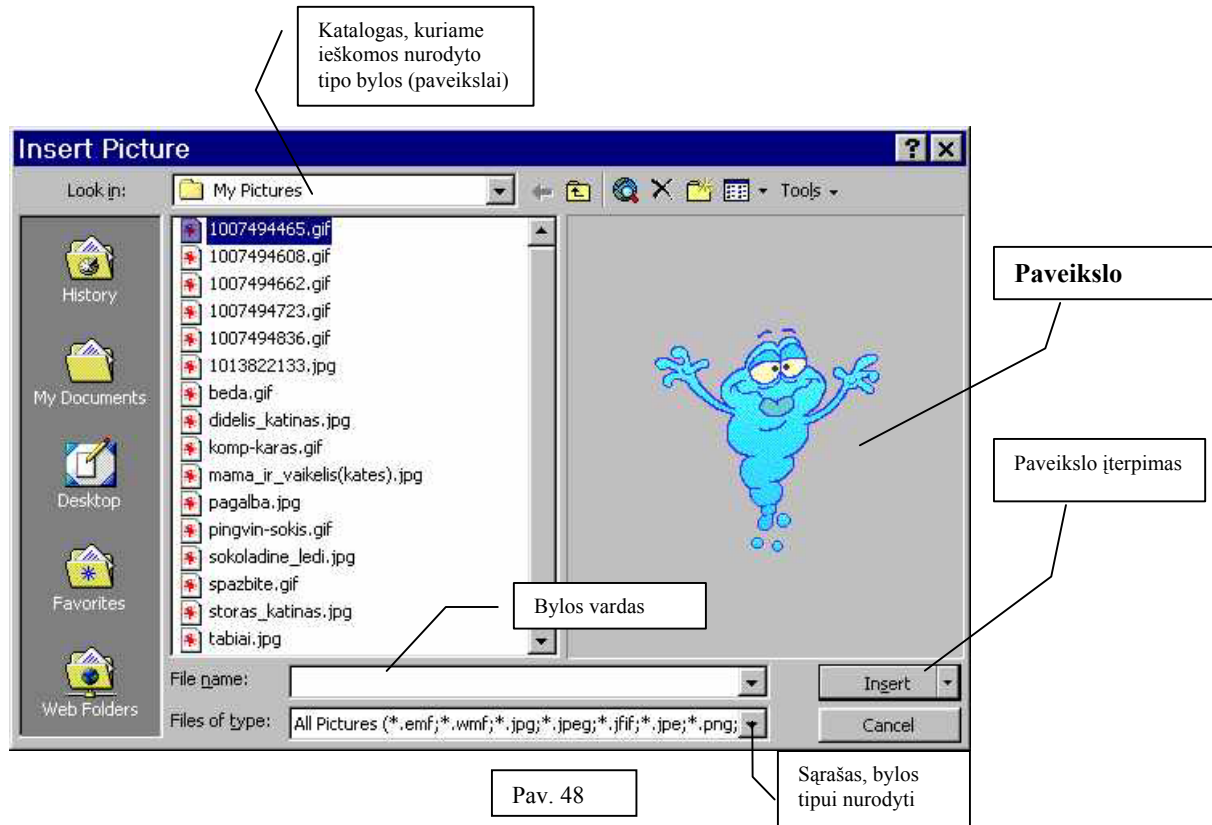 Katalogas, kuriame
ieškomos nurodyto
tipo bylos (paveikslai)
Insert Picture
Look in:
My Pictures
Tools
History
My Documents
Desktop
Favorites
Web Folders
1007494465.gif
1007494608.gif
1007494662.gif
1007494723.gif
1007494836.gif
1013822133.jpg
beda.gif
didelis_katinas.jpg
komp-karas.gif
mama_ir_vaikelis(kates).jpg
pagalba.jpg
pingvin-sokis.gif
sokoladine_ledi.jpg
spazbite.gif
storas_katinas.jpg
tabiai.jpg
Paveikslo
Paveikslo įterpimas
Bylos vardas
File name:
Insert
Files of type:
All Pictures (*.emf;*.wmf;*.jpg;*.jpeg;*.jfif;*.jpe;*.png;
Cancel
Pav. 48
Sąrašas, bylos
tipui nurodyti